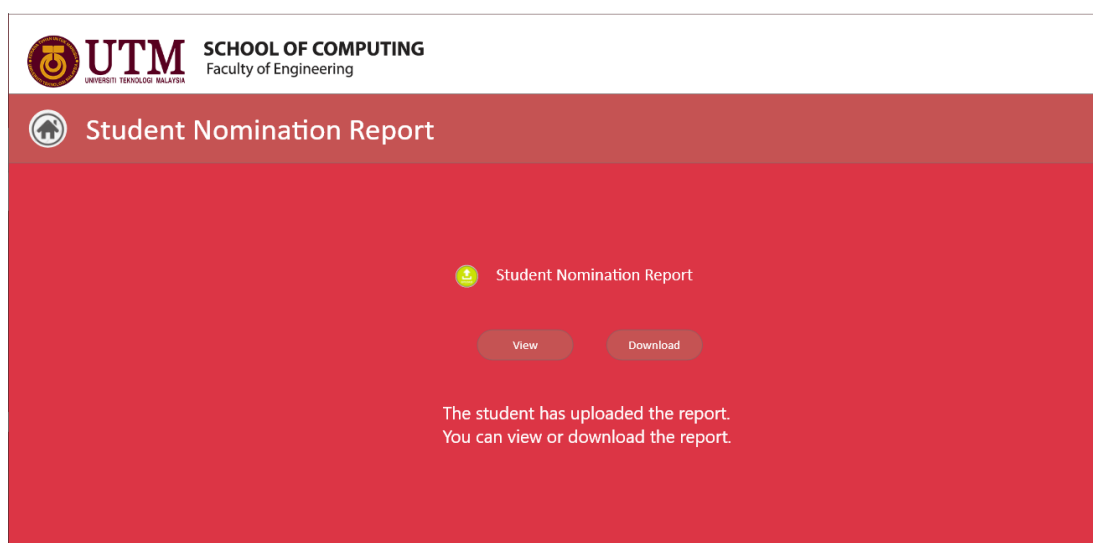 UTM
UNIVERSITI TEKNOLOGI MALAYSIA
SCHOOL OF COMPUTING
Faculty of Engineering
Student Nomination Report
Student Nomination Report
View
Download
The student has uploaded the report.
You can view or download the report.